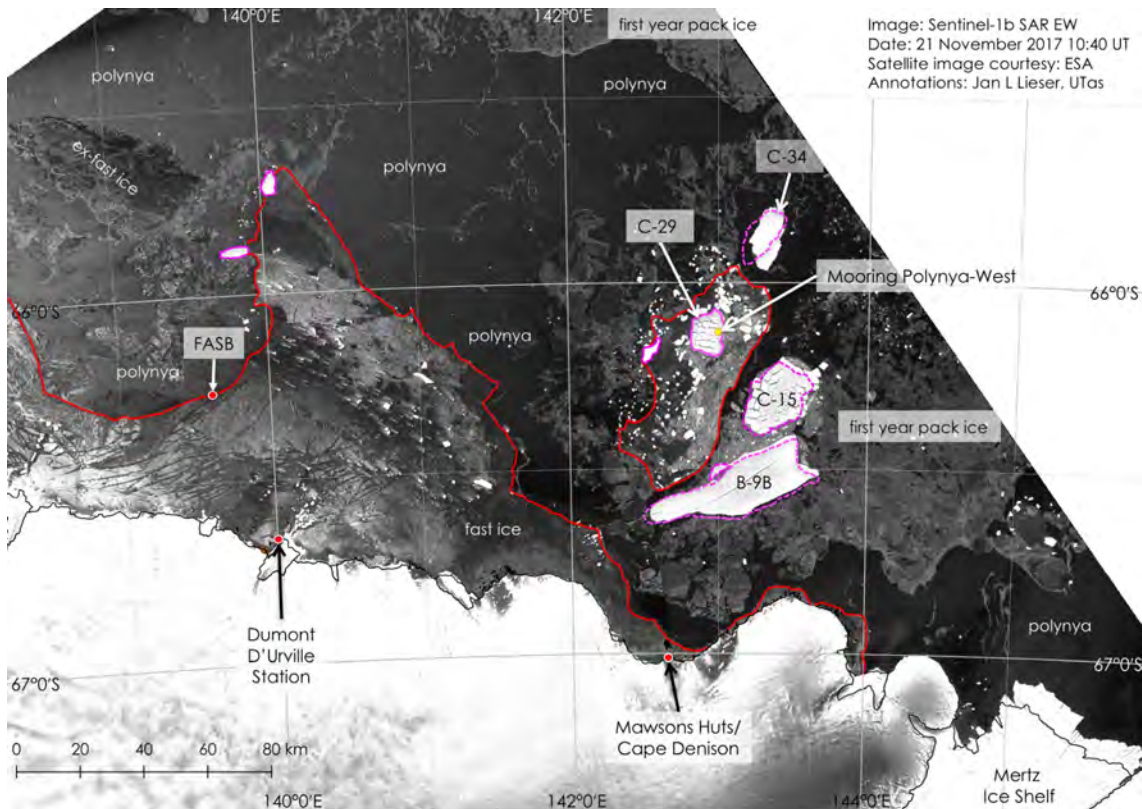 140°0'E
142°0'E
first year pack ice
Image: Sentinel-1b SAR EW
Date: 21 November 2017 10:40 UT
Satellite image courtesy: ESA
Annotations: Jan L Lieser, UTas
polynya
polynya
ex-fast ice
polynya
C-34
C-29
Mooring Polynya-West
66°0'S
66°0'S
FASB
polynya
polynya
C-15
first year pack ice
B-9B
fast ice
Dumont
D'Urville
Station
polynya
67°0'S
67°0'S
Mawsons Huts/
Cape Denison
0 20 40 60 80 km
Mertz
Ice Shelf
140°0'E
142°0'E
144°0'E